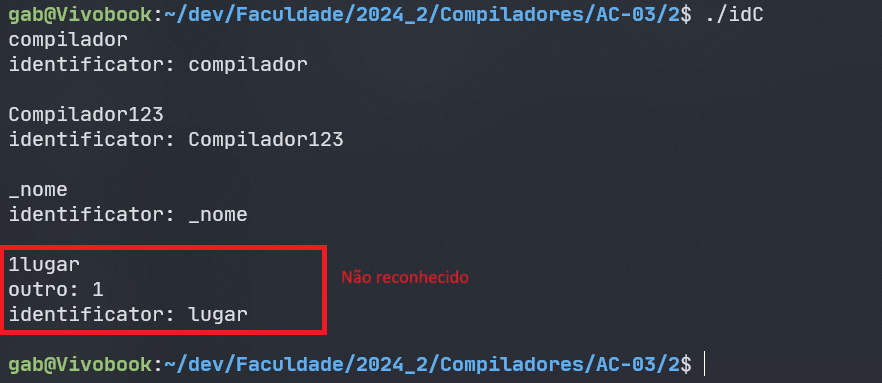 gab@Vivobook:~/dev/Faculdade/2024_2/Compiladores/AC-03/2$ ./idC
compilador
identificator: compilador
Compilador123
identificator: Compilador123
_nome
identificator: _nome
1lugar
outro: 1
Não reconhecido
identificator: lugar
gab@Vivobook:~/dev/Faculdade/2024_2/Compiladores/AC-03/2$